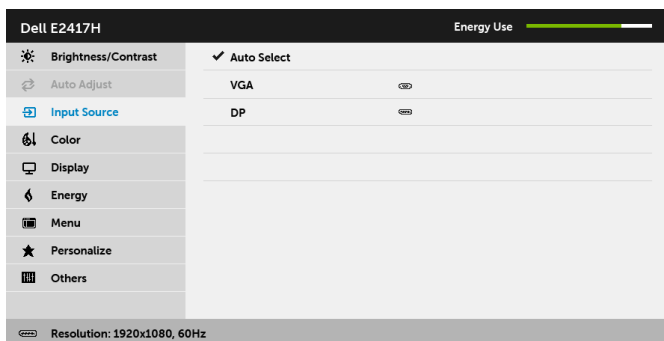 Dell E2417H Energy Use
Brightness/Contrast Auto Select
Auto Adjust VGA
Input Source DP
Color
Display
Energy
Menu
Personalize
Others
Resolution: 1920x1080, 60Hz